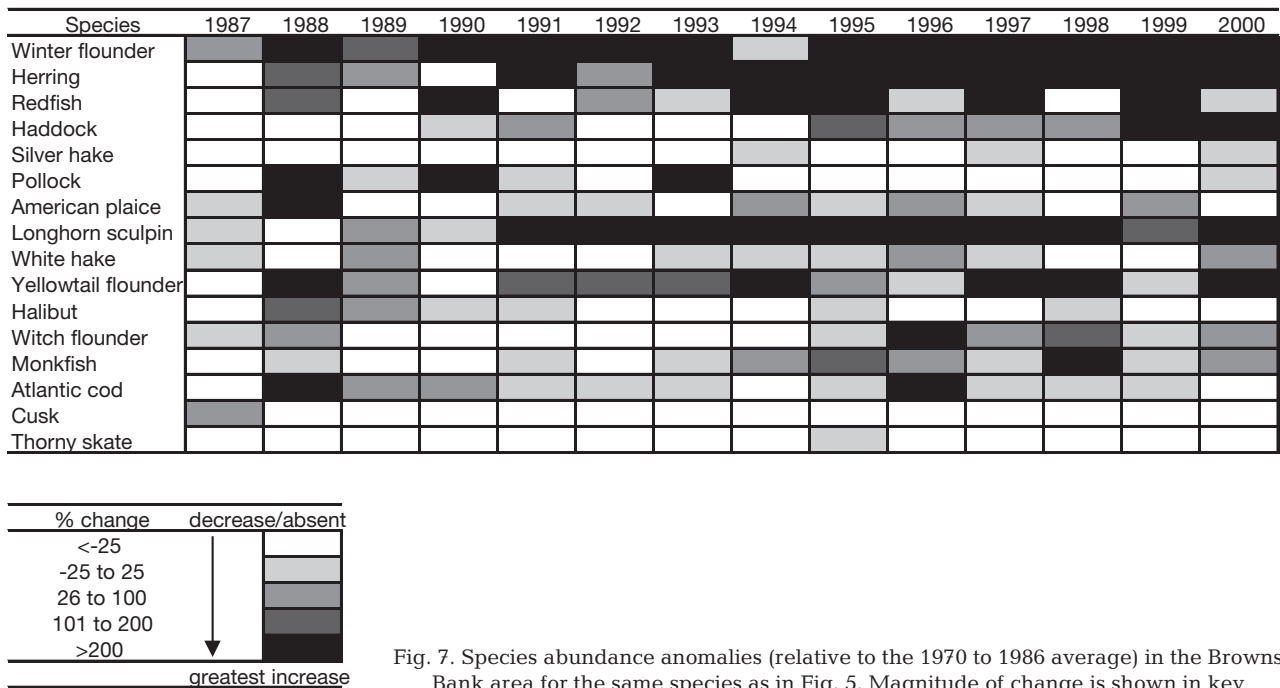 Species 1987 1988 1989 1990 1991 1992 1993 1994 1995 1996 1997 1998 1999 2000
Winter flounder
Herring
Redfish
Haddock
Silver hake
Pollock
American plaice
Longhorn sculpin
White hake
Yellowtail flounder
Halibut
Witch flounder
Monkfish
Atlantic cod
Cusk
Thorny skate
% change decrease/absent
<-25
-25 to 25
26 to 100
101 to 200
>200
greatest increase
Fig. 7. Species abundance anomalies (relative to the 1970 to 1986 average) in the Browns
Bank area for the same species as in Fig. 5. Magnitude of change is shown in key